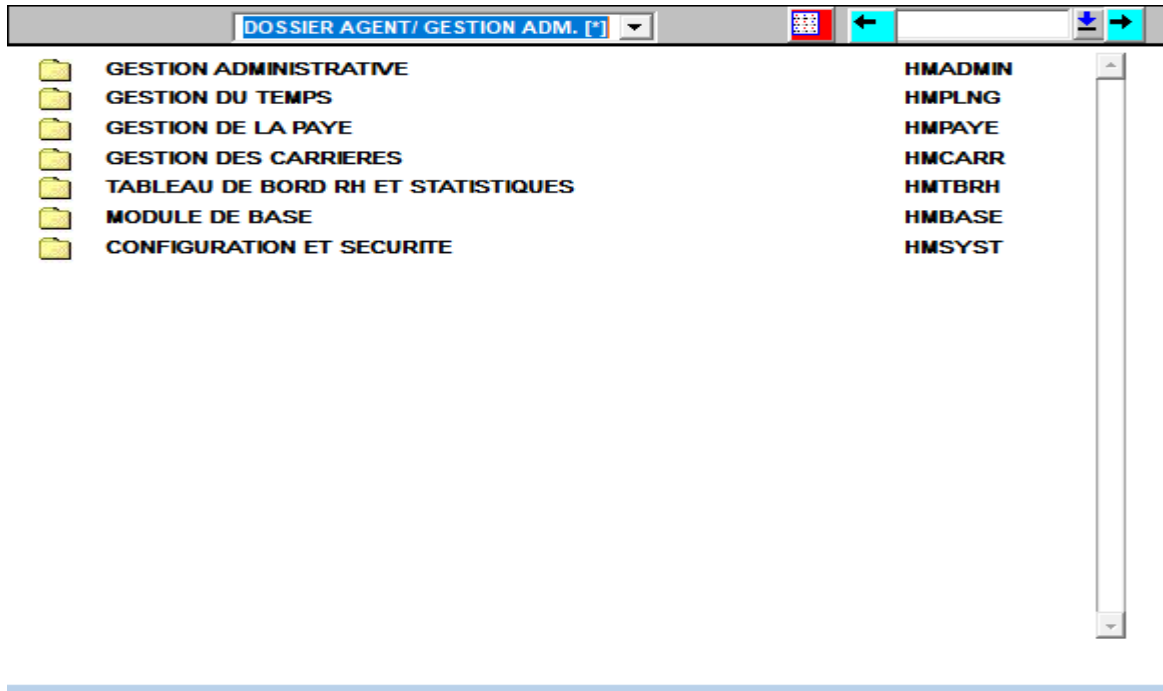 DOSSIER AGENT/ GESTION ADM. [*]
GESTION ADMINISTRATIVE HMADMIN
GESTION DU TEMPS HMPLNG
GESTION DE LA PAYE HMPAYE
GESTION DES CARRIERES HMCARR
TABLEAU DE BORD RH ET STATISTIQUES HMTBRH
MODULE DE BASE HMBASE
CONFIGURATION ET SECURITE HMSYST